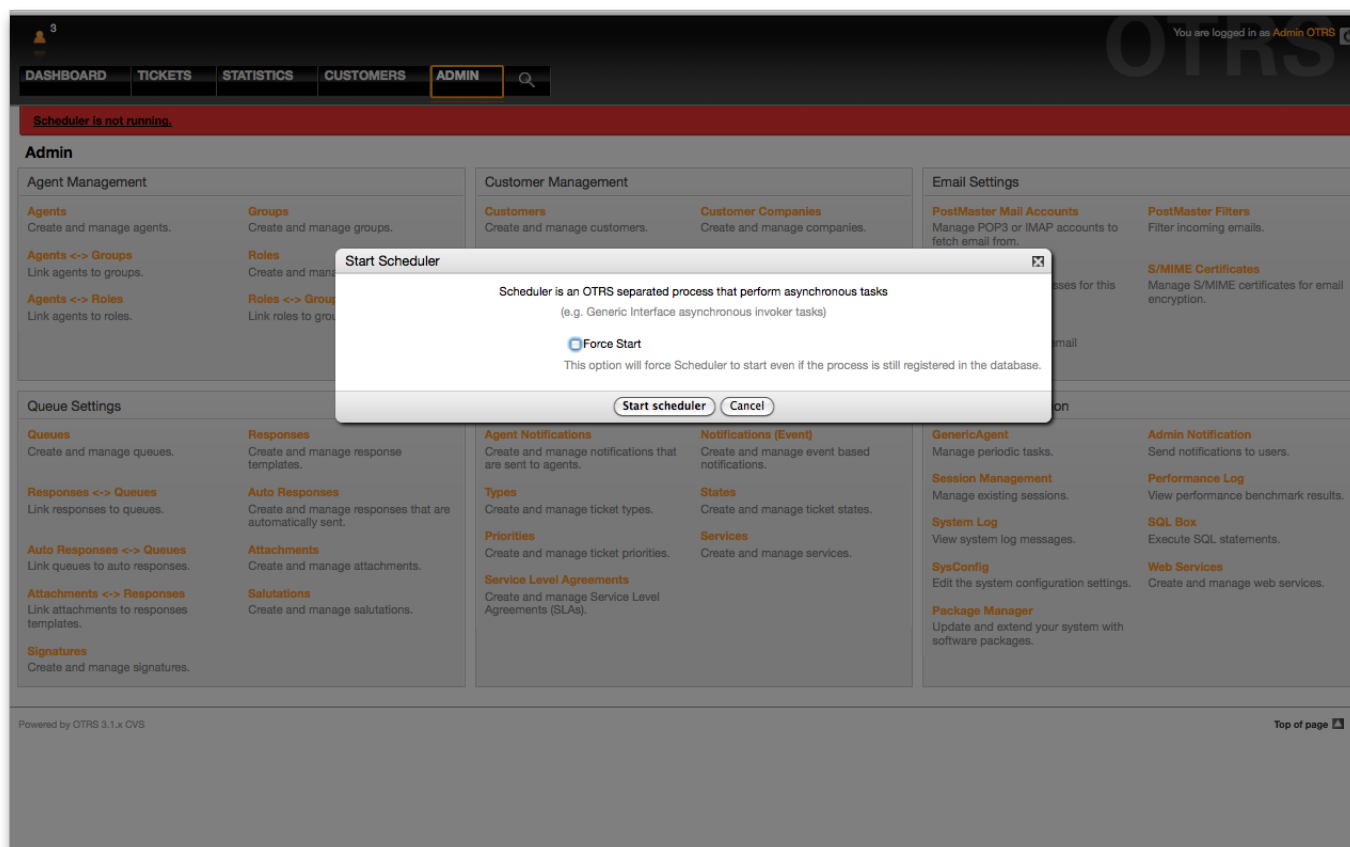 3
OTRS
You are logged in as Admin OTRS
DASHBOARD TICKETS STATISTICS CUSTOMERS ADMIN
Scheduler is not running.
Admin
Agent Management
Agents
Create and manage agents.
Groups
Create and manage groups.
Agents <-> Groups
Link agents to groups.
Roles
Create and mana
Agents <-> Roles
Link agents to roles.
Roles <-> Group
Link roles to grou
Customer Management
Customers
Create and manage customers.
Customer Companies
Create and manage companies.
Email Settings
PostMaster Mail Accounts
Manage POP3 or IMAP accounts to
fetch email from.
PostMaster Filters
Filter incoming emails.
sses for this
S/MIME Certificates
Manage S/MIME certificates for email
encryption.
mail
Start Scheduler
Scheduler is an OTRS separated process that perform asynchronous tasks
(e.g. Generic Interface asynchronous invoker tasks)
Force Start
This option will force Scheduler to start even if the process is still registered in the database.
Start scheduler Cancel
Queue Settings
Queues
Create and manage queues.
Responses
Create and manage response
templates.
Responses <-> Queues
Link responses to queues.
Auto Responses
Create and manage responses that are
automatically sent.
Auto Responses <-> Queues
Link queues to auto responses.
Attachments
Create and manage attachments.
Attachments <-> Responses
Link attachments to responses
templates.
Salutations
Create and manage salutations.
Signatures
Create and manage signatures.
Agent Notifications
Create and manage notifications that
are sent to agents.
Notifications (Event)
Create and manage event based
notifications.
Types
Create and manage ticket types.
States
Create and manage ticket states.
Priorities
Create and manage ticket priorities.
Services
Create and manage services.
Service Level Agreements
Create and manage Service Level
Agreements (SLAs).
on
GenericAgent
Manage periodic tasks.
Admin Notification
Send notifications to users.
Session Management
Manage existing sessions.
Performance Log
View performance benchmark results.
System Log
View system log messages.
SQL Box
Execute SQL statements.
SysConfig
Edit the system configuration settings.
Web Services
Create and manage web services.
Package Manager
Update and extend your system with
software packages.
Powered by OTRS 3.1.x CVS
Top of page